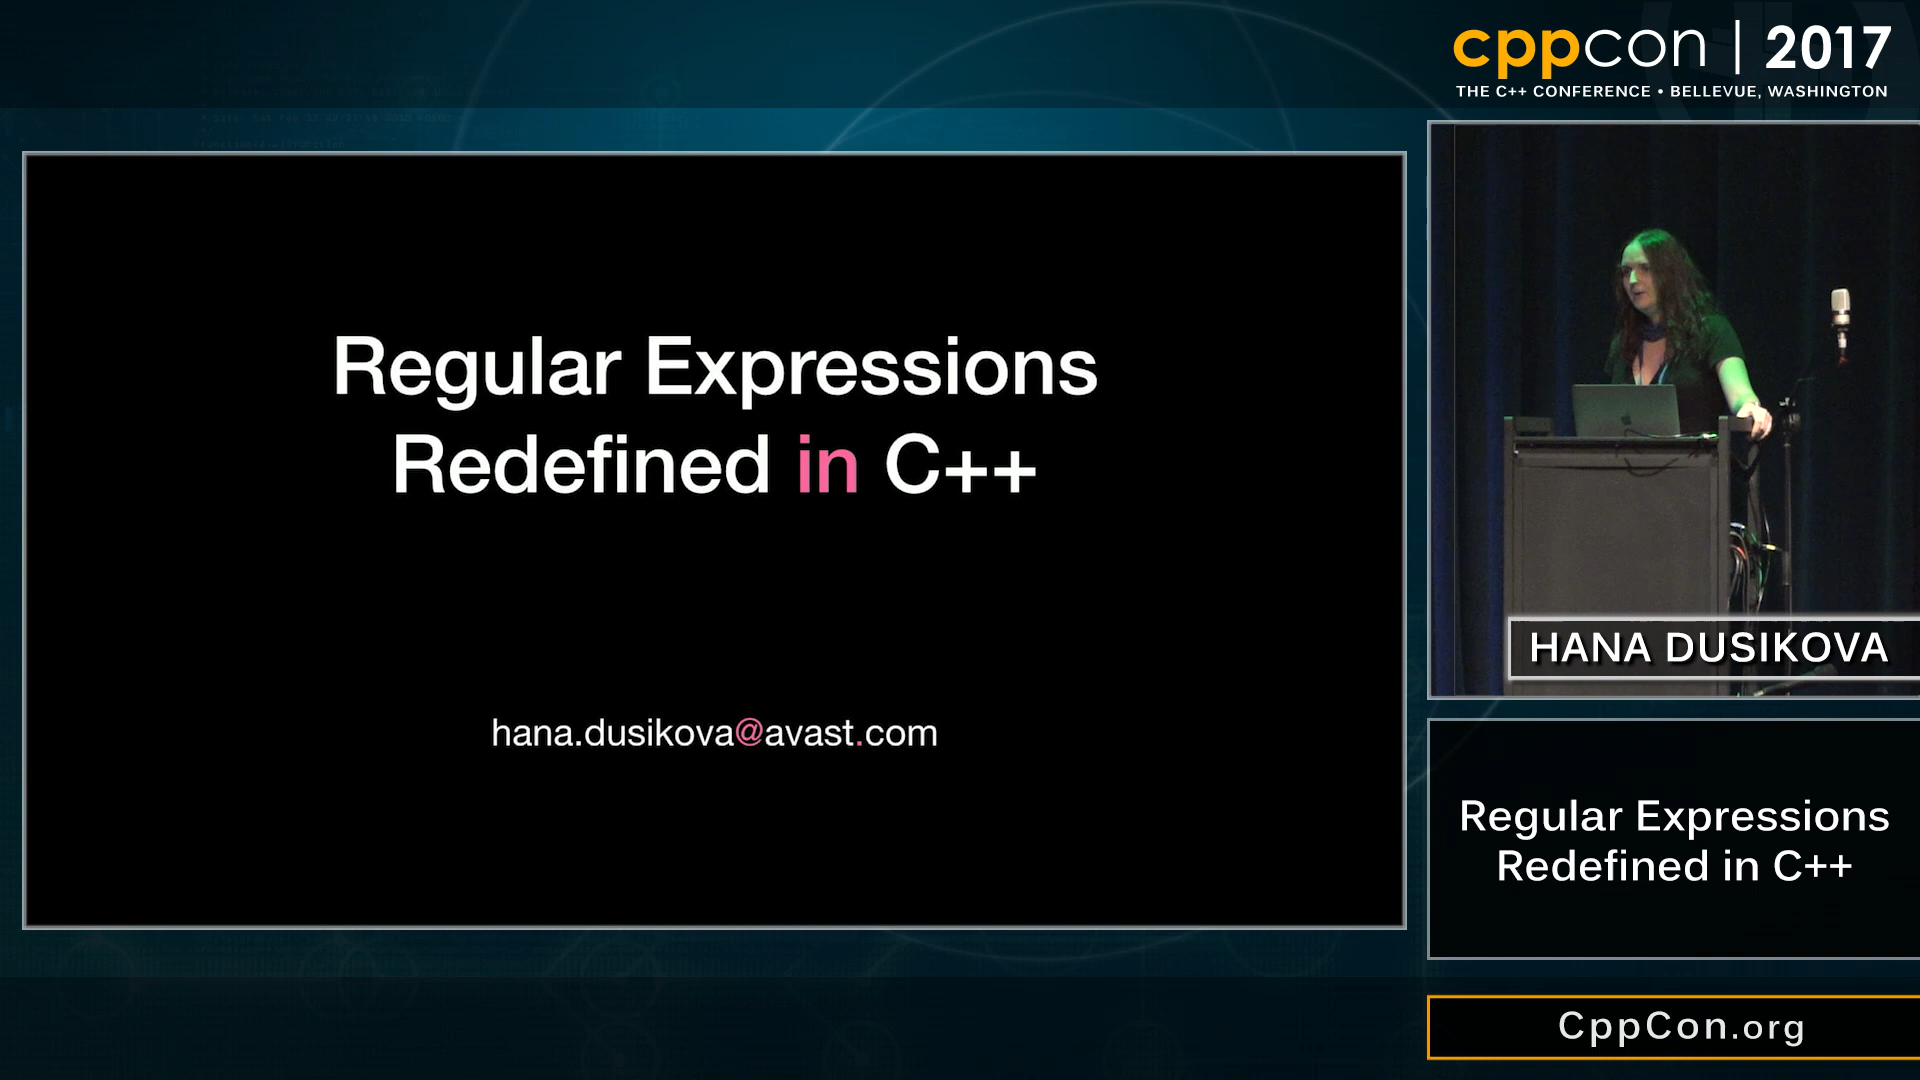 cppcon | 2017
THE C++ CONFERENCE • BELLEVUE, WASHINGTON
Regular Expressions
Redefined in C++
hana.dusikova@avast.com
HANA DUSIKOVA
Regular Expressions
Redefined in C++
CppCon.org